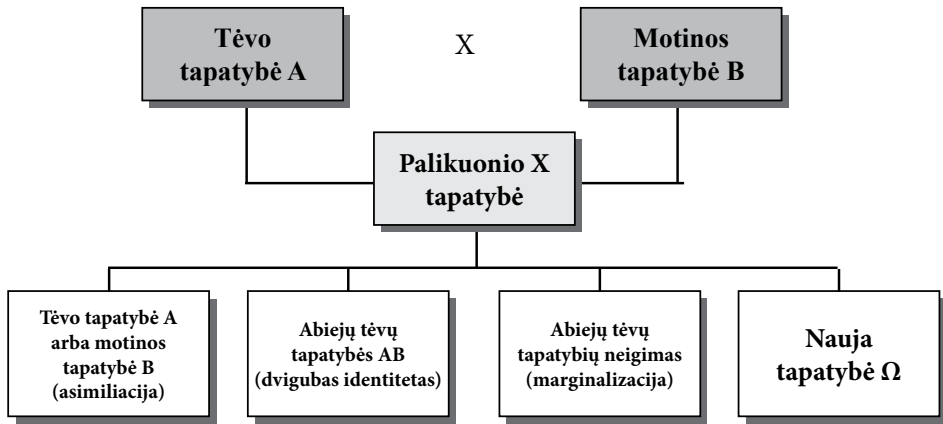 Tėvo
tapatybė A
X
Motinos
tapatybė B
Palikuonio X
tapatybė
Tėvo tapatybė A
arba motinos
tapatybė B
(asimiliacija)
Abiejų tėvų
tapatybės AB
(dvigubas identitetas)
Abiejų tėvų
tapatybių neigimas
(marginalizacija)
Nauja
tapatybė Ω